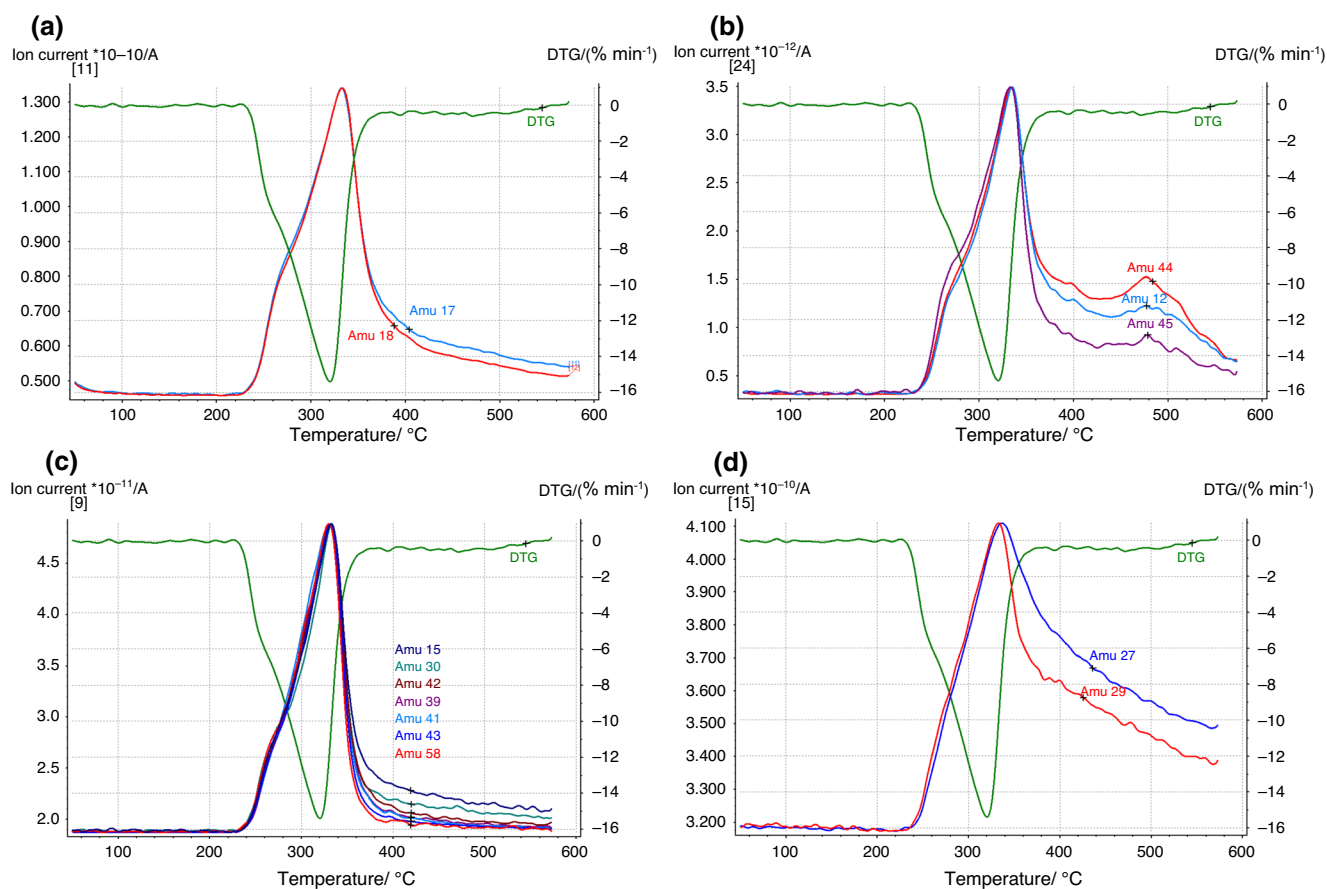 (a)
Ion current *10–10/A
[11]
DTG/(% min-1)
1.300
1.200
1.100
1.000
0.900
0.800
0.700
0.600
0.500
0
−2
−4
−6
−8
−10
−12
−14
−16
DTG
Amu 17
Amu 18
[11]
100 200 300 400 500 600
Temperature/ °C
(b)
Ion current *10−12/A
[24]
DTG/(% min-1)
3.5
3.3
2.5
2.0
1.5
1.0
0.5
0
−2
−4
−6
−8
−10
−12
−14
−16
DTG
Amu 44
Amu 12
Amu 45
100 200 300 400 500 600
Temperature/ °C
(c)
Ion current *10−11/A
[9]
DTG/(% min-1)
4.5
4.0
3.5
3.0
2.5
2.0
0
−2
−4
−6
−8
−10
−12
−14
−16
DTG
Amu 15
Amu 30
Amu 42
Amu 39
Amu 41
Amu 43
Amu 58
100 200 300 400 500 600
Temperature/ °C
(d)
Ion current *10−10/A
[15]
DTG/(% min-1)
4.100
4.000
3.900
3.800
3.700
3.600
3.500
3.400
3.200
0
−2
−4
−6
−8
−10
−12
−14
−16
DTG
Amu 27
Amu 29
100 200 300 400 500 600
Temperature/ °C